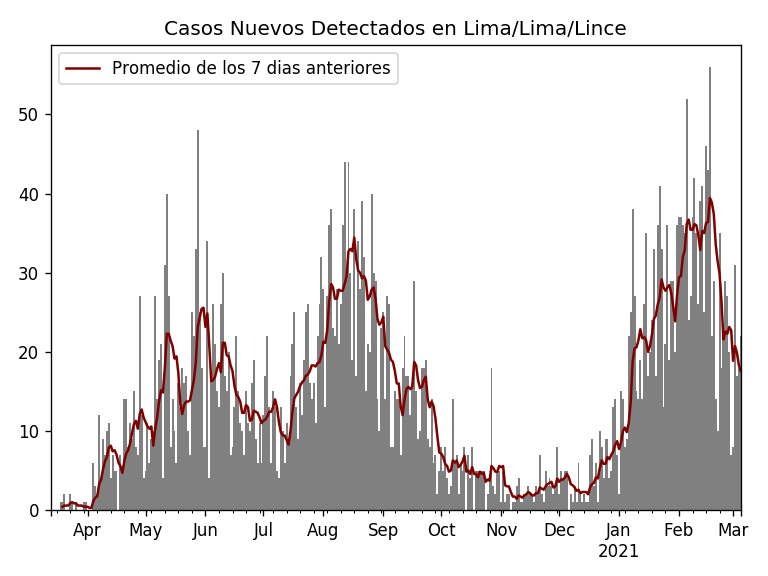 Casos Nuevos Detectados en Lima/Lima/Lince
Promedio de los 7 dias anteriores
50
40
30
20
10
0
Apr May Jun Jul Aug Sep Oct Nov Dec Jan Feb Mar
2021